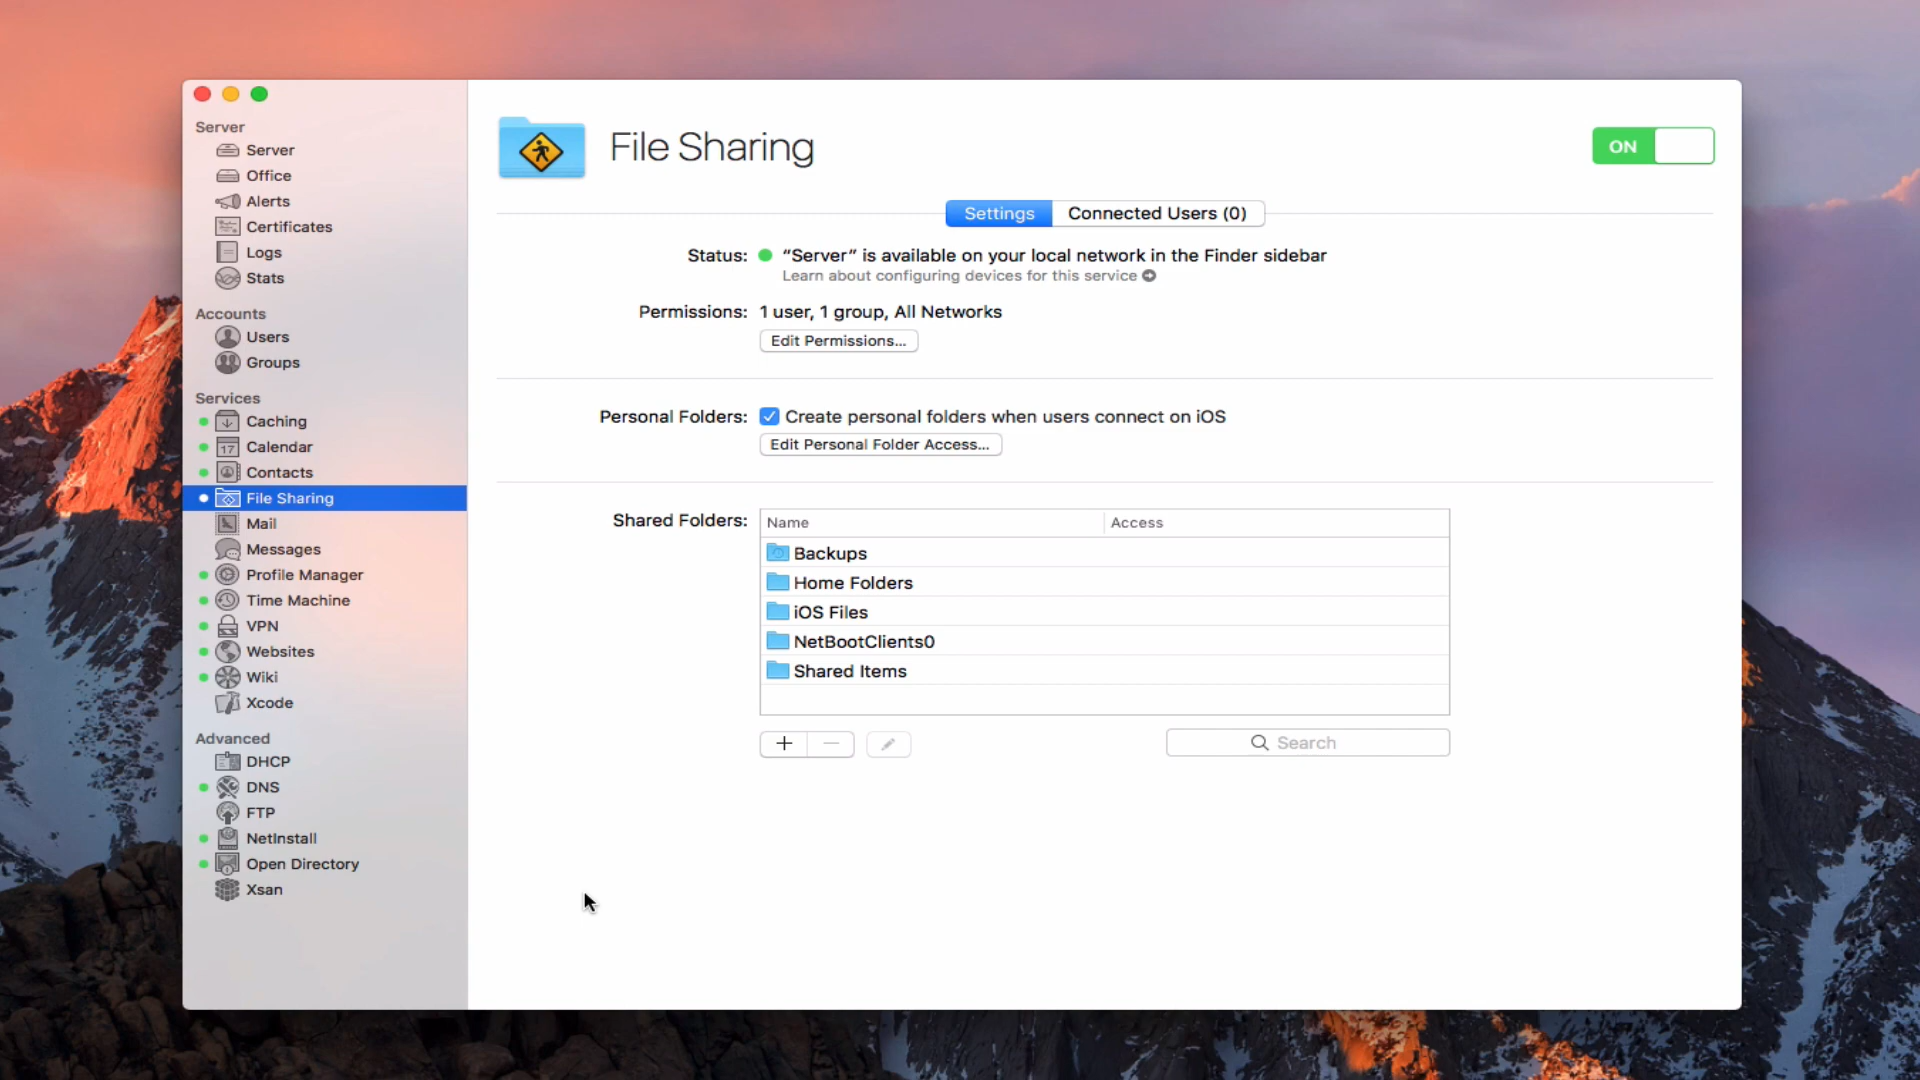 Server
Server
Office
Alerts
Certificates
Logs
Stats
Accounts
Users
Groups
Services
Caching
17 Calendar
Contacts
File Sharing
Mail
Messages
Profile Manager
Time Machine
VPN
Websites
Wiki
Xcode
Advanced
DHCP
DNS
FTP
NetInstall
Open Directory
Xsan
File Sharing
ON
Settings Connected Users (0)
Status: “Server” is available on your local network in the Finder sidebar
Learn about configuring devices for this service
Permissions: 1 user, 1 group, All Networks
Edit Permissions...
Personal Folders: Create personal folders when users connect on iOS
Edit Personal Folder Access...
Shared Folders: Name Access
Backups
Home Folders
iOS Files
NetBootClients0
Shared Items
Search